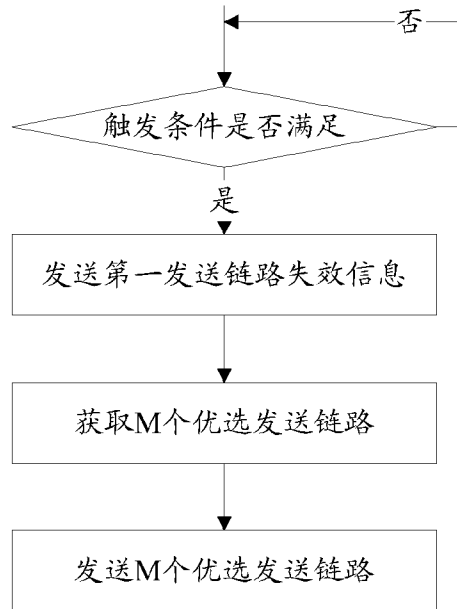 否
触发条件是否满足
是
发送第一发送链路失效信息
获取M个优选发送链路
发送M个优选发送链路